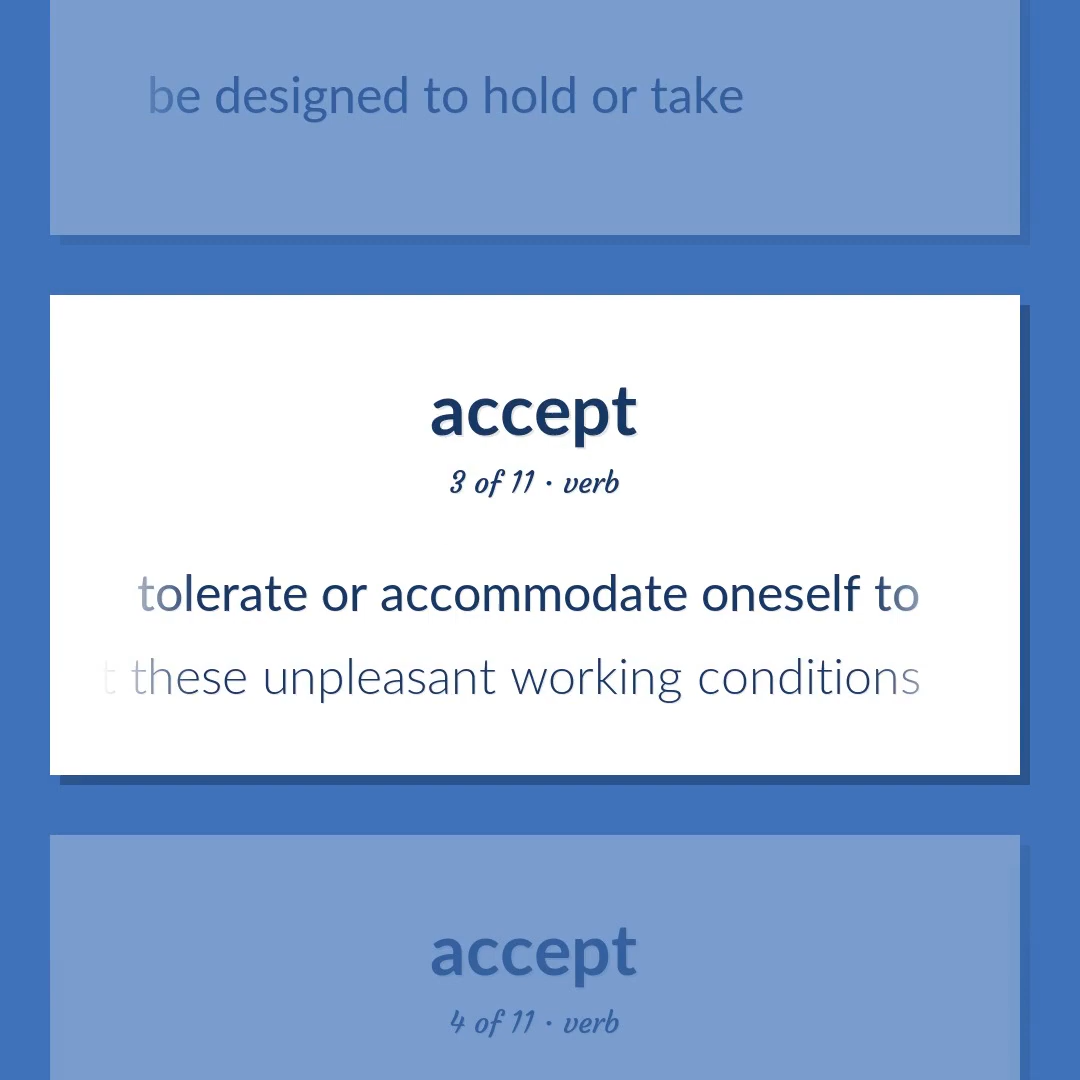 be designed to hold or take
accept
3 of 11 · verb
tolerate or accommodate oneself to
t these unpleasant working conditions
accept
4 of 11 · verb